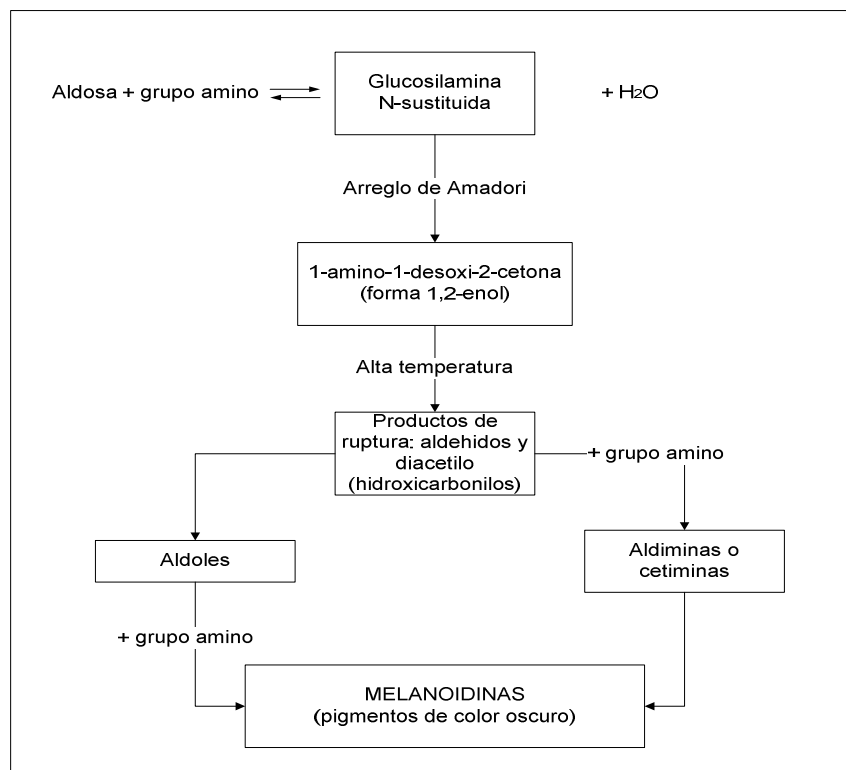 Aldosa + grupo amino
Glucosilamina
N-sustituida
+ H2O
Arreglo de Amadori
1-amino-1-desoxi-2-cetona
(forma 1,2-enol)
Alta temperatura
Productos de
ruptura: aldehidos y
diacetilo
(hidroxicarbonilos)
+ grupo amino
Aldoles
Aldiminas o
cetiminas
+ grupo amino
MELANOIDINAS
(pigmentos de color oscuro)